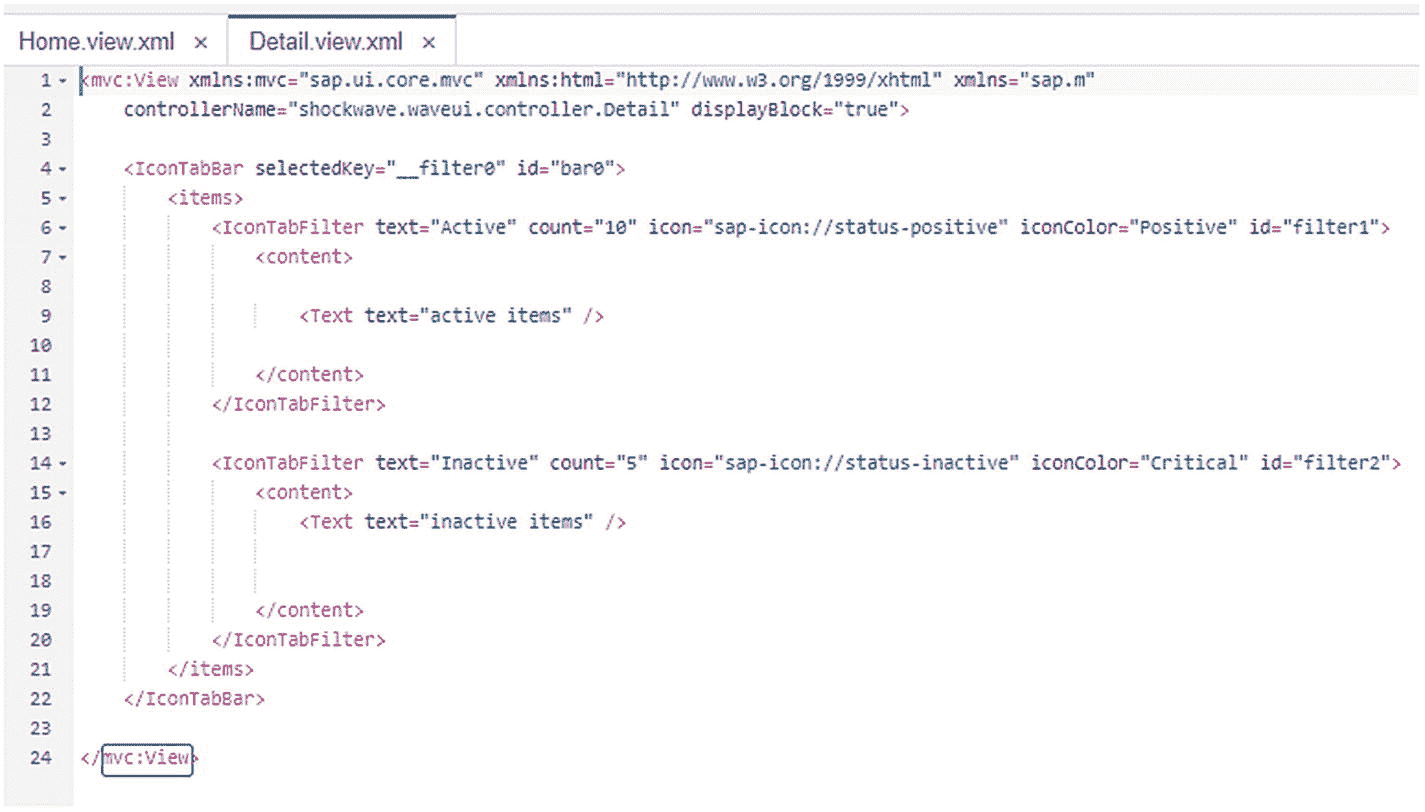 Home.view.xml × Detail.view.xml ×
1 <mvc:View xmlns:mvc="sap.ui.core.mvc" xmlns:html="http://www.w3.org/1999/xhtml" xmlns="sap.m"
2 controllerName="shockwave.waveui.controller.Detail" displayBlock="true">
3
4 <IconTabBar selectedKey="__filter0" id="bar0">
5 <items>
6 <IconTabFilter text="Active" count="10" icon="sap-icon://status-positive" iconColor="Positive" id="filter1">
7 <content>
8
9 <Text text="active items" />
10
11 </content>
12 </IconTabFilter>
13
14 <IconTabFilter text="Inactive" count="5" icon="sap-icon://status-inactive" iconColor="Critical" id="filter2">
15 <content>
16 <Text text="inactive items" />
17
18
19 </content>
20 </IconTabFilter>
21 </items>
22 </IconTabBar>
23
24 </mvc:View>